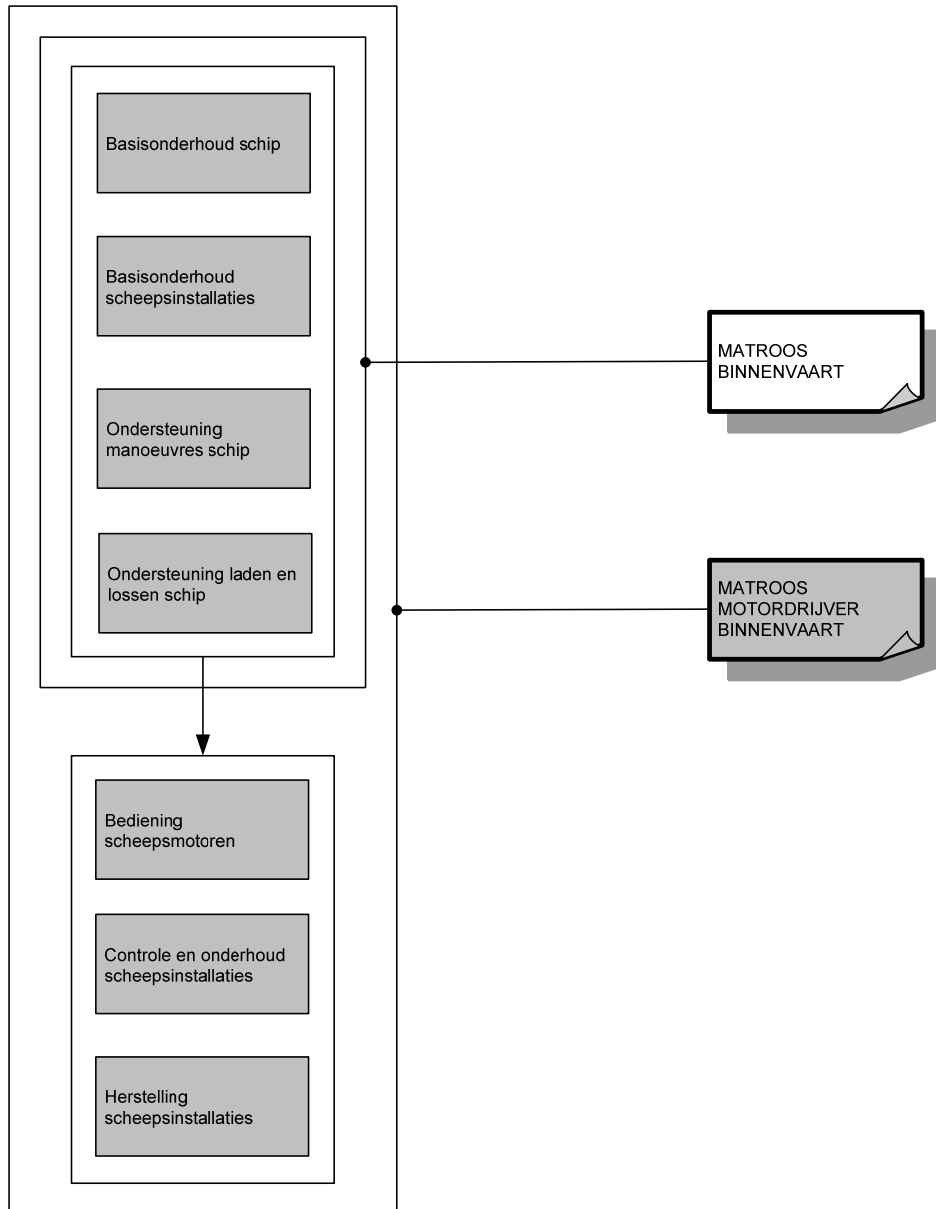 Basisonderhoud schip
Basisonderhoud
scheepsinstallaties
Ondersteuning
manoeuvres schip
Ondersteuning laden en
lossen schip
Bediening
scheepsmotoren
Controle en onderhoud
scheepsinstallaties
Herstelling
scheepsinstallaties
MATROOS
BINNENVAART
MATROOS
MOTORDRIJVER
BINNENVAART